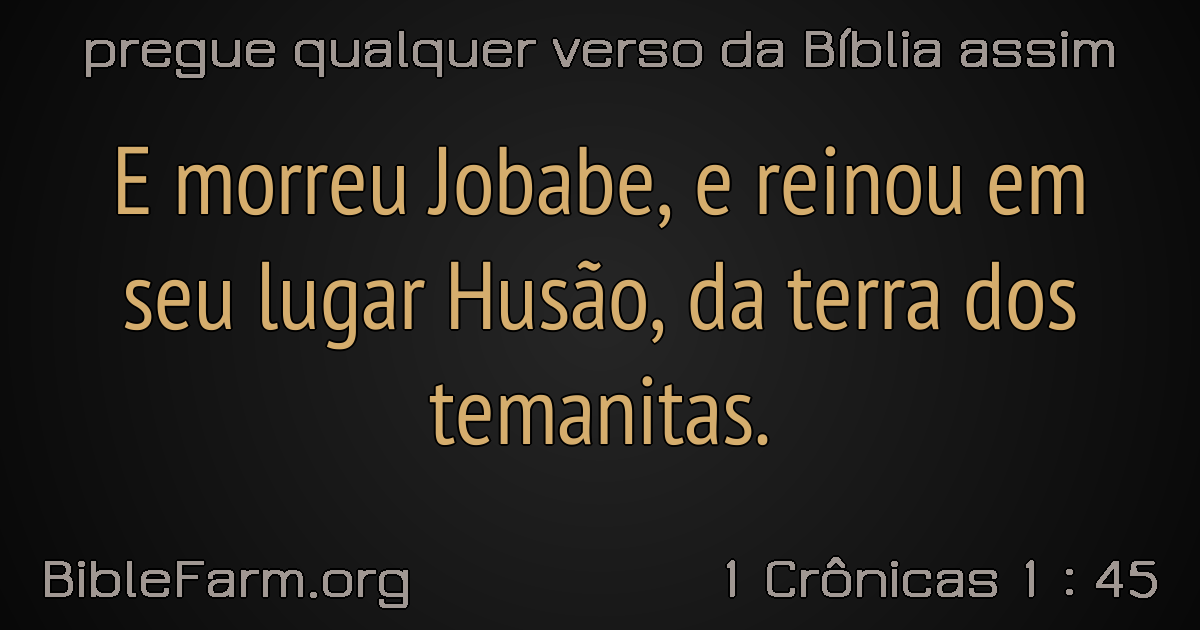 pregue qualquer verso da Bíblia assim
E morreu Jobabe, e reinou em
seu lugar Husão, da terra dos
temanitas.
BibleFarm.org
1 Crônicas 1 : 45